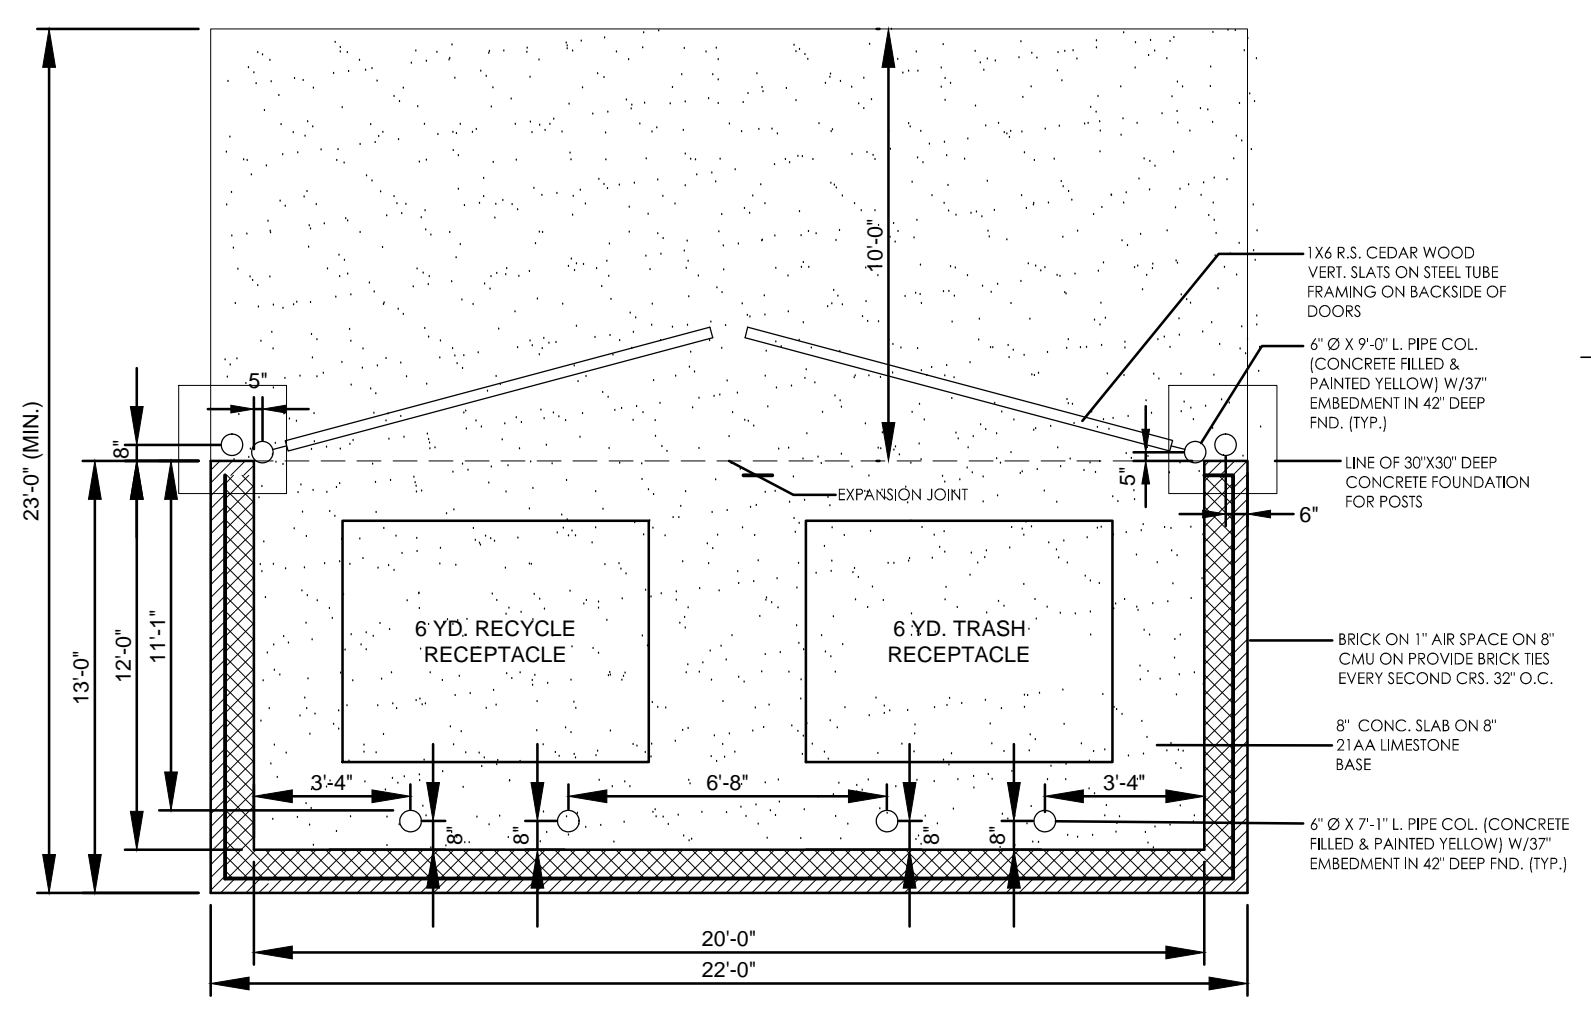 10'-0"
23'-0" (MIN.)
1X6 R.S. CEDAR WOOD
VERT. SLATS ON STEEL TUBE
FRAMING ON BACKSIDE OF
DOORS
6" Ø X 9'-0" L. PIPE COL.
(CONCRETE FILLED &
PAINTED YELLOW) W/37"
EMBEDMENT IN 42" DEEP
FND. (TYP.)
5"
8"
5"
LINE OF 30"X30" DEEP
CONCRETE FOUNDATION
FOR POSTS
EXPANSION JOINT
6"
13'-0"
12'-0"
11'-1"
6 YD. RECYCLE
RECEPTACLE
6 YD. TRASH
RECEPTACLE
BRICK ON 1" AIR SPACE ON 8"
CMU ON PROVIDE BRICK TIES
EVERY SECOND CRS. 32" O.C.
8" CONC. SLAB ON 8"
21AA LIMESTONE
BASE
3'-4"
6'-8"
3'-4"
8"
8"
8"
8"
6" Ø X 7'-1" L. PIPE COL. (CONCRETE
FILLED & PAINTED YELLOW) W/37"
EMBEDMENT IN 42" DEEP FND. (TYP.)
20'-0"
22'-0"